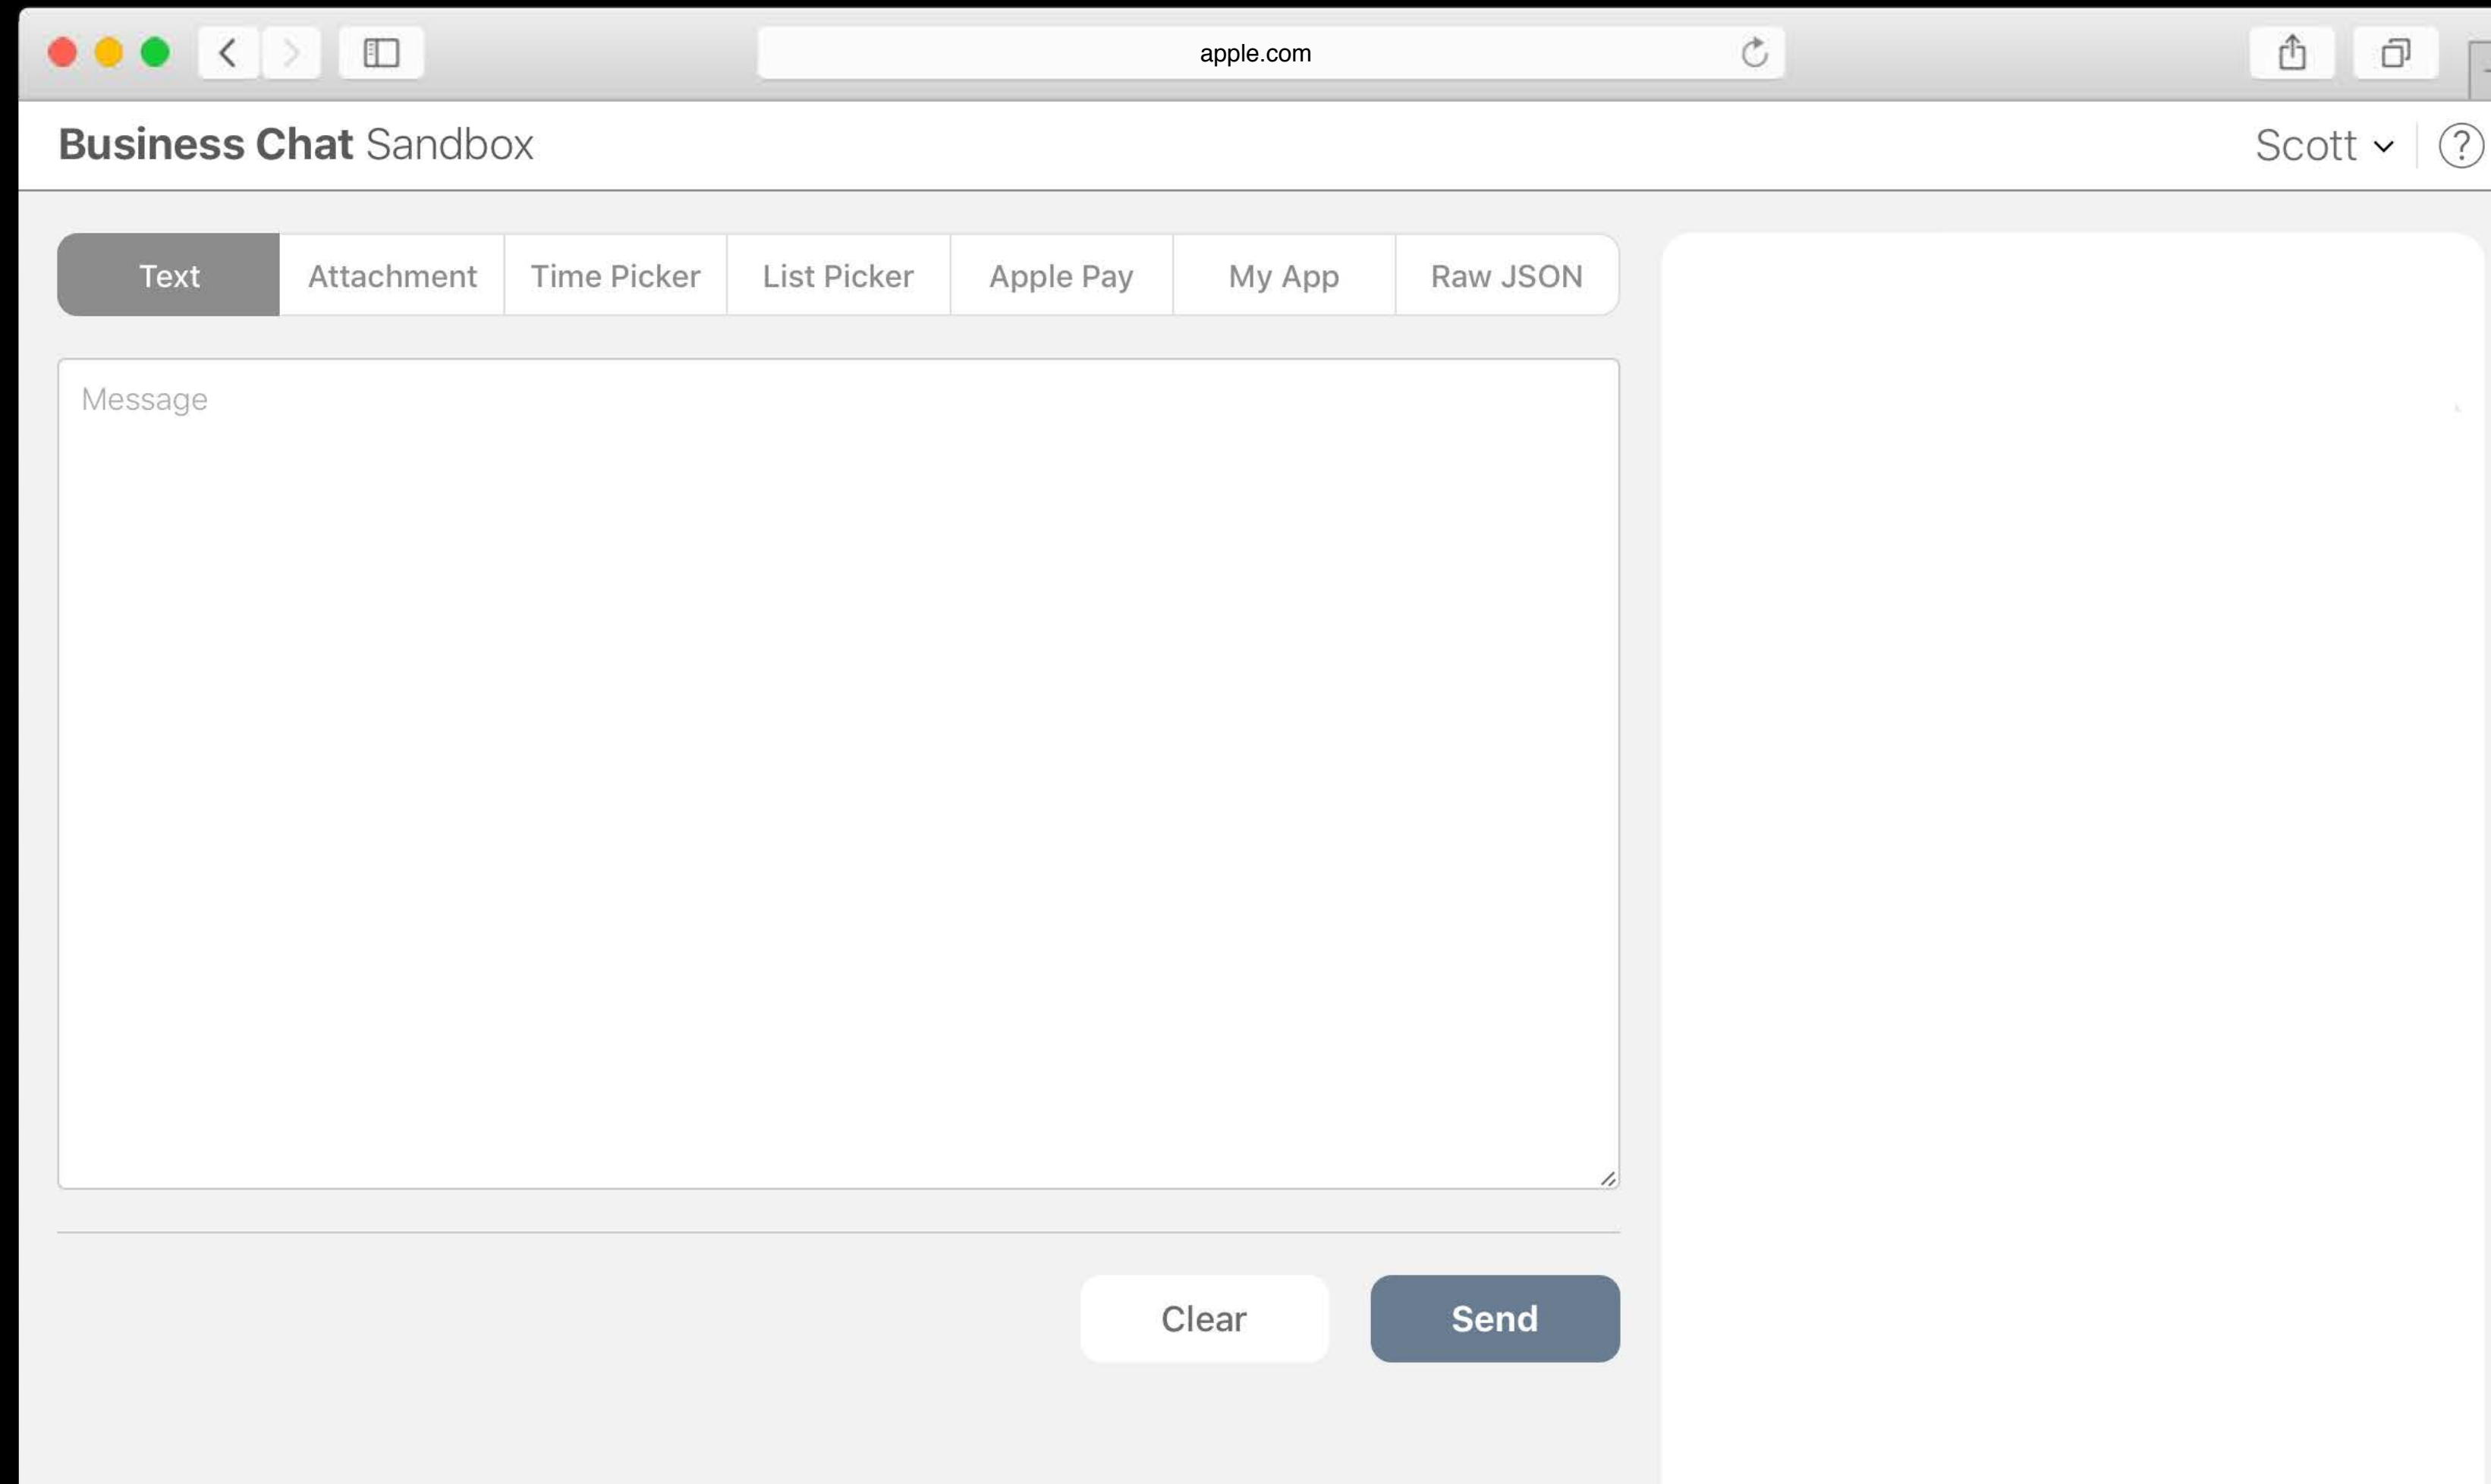 apple.com
Business Chat Sandbox
Scott
?
Text Attachment Time Picker List Picker Apple Pay My App Raw JSON
Message
Clear Send